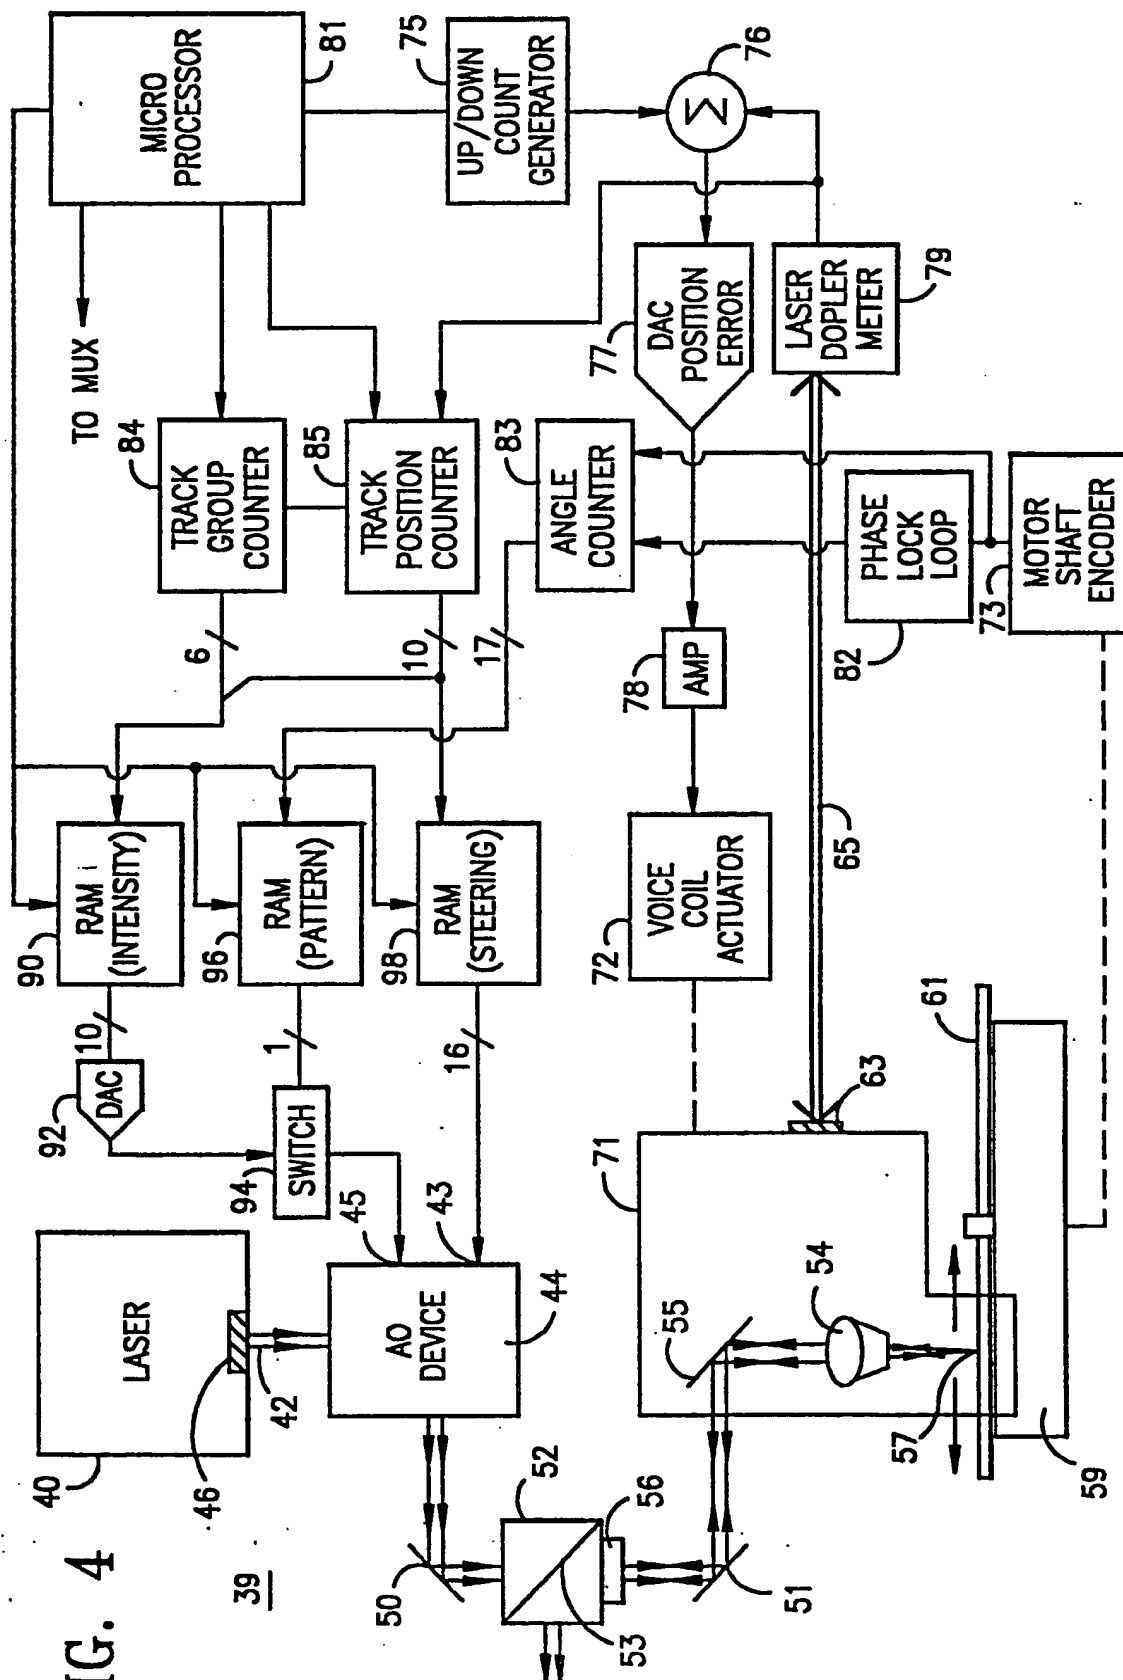 IG. 4
39
40
LASER
46
42
92
DAC
10
90
RAM
(INTENSITY)
6
84
TRACK
GROUP
COUNTER
TO MUX
MICRO
PROCESSOR
81
94
SWITCH
1
96
RAM
(PATTERN)
45
43
AO
DEVICE
44
16
98
RAM
(STEERING)
10
17
85
TRACK
POSITION
COUNTER
75
UP/DOWN
COUNT
GENERATOR
50
52
53
56
51
83
ANGLE
COUNTER
71
55
54
57
72
VOICE
COIL
ACTUATOR
78
AMP
77
DAC
POSITION
ERROR
Σ
76
63
65
LASER
DOPLER
METER
79
82
PHASE
LOCK
LOOP
59
61
73
MOTOR
SHAFT
ENCODER